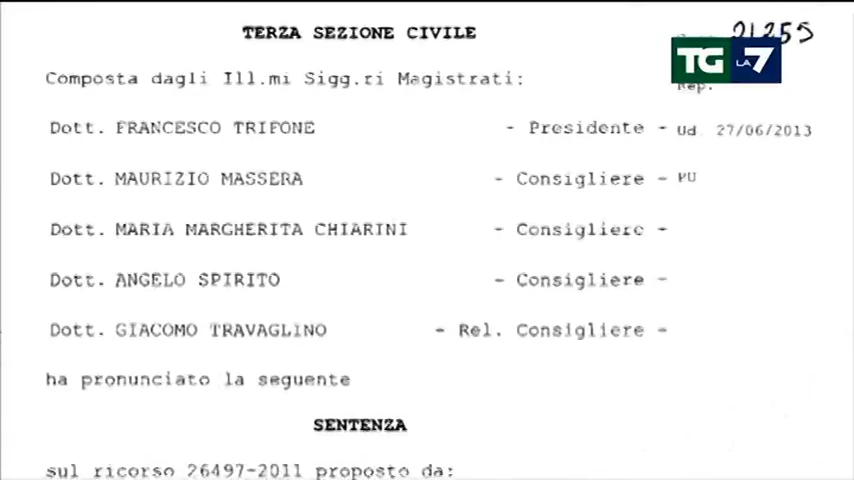 TERZA SEZIONE CIVILE
21255
TG LA 7
Composta dagli Ill.mi Sigg.ri Magistrati:
Rep.
Dott. FRANCESCO TRIFONE - Presidente - Ud. 27/06/2013
Dott. MAURIZIO MASSERA - Consigliere - PU
Dott. MARIA MARGHERITA CHIARINI - Consigliere -
Dott. ANGELO SPIRITO - Consigliere -
Dott. GIACOMO TRAVAGLINO - Rel. Consigliere -
ha pronunciato la seguente
SENTENZA
sul ricorso 26497-2011 proposto da: